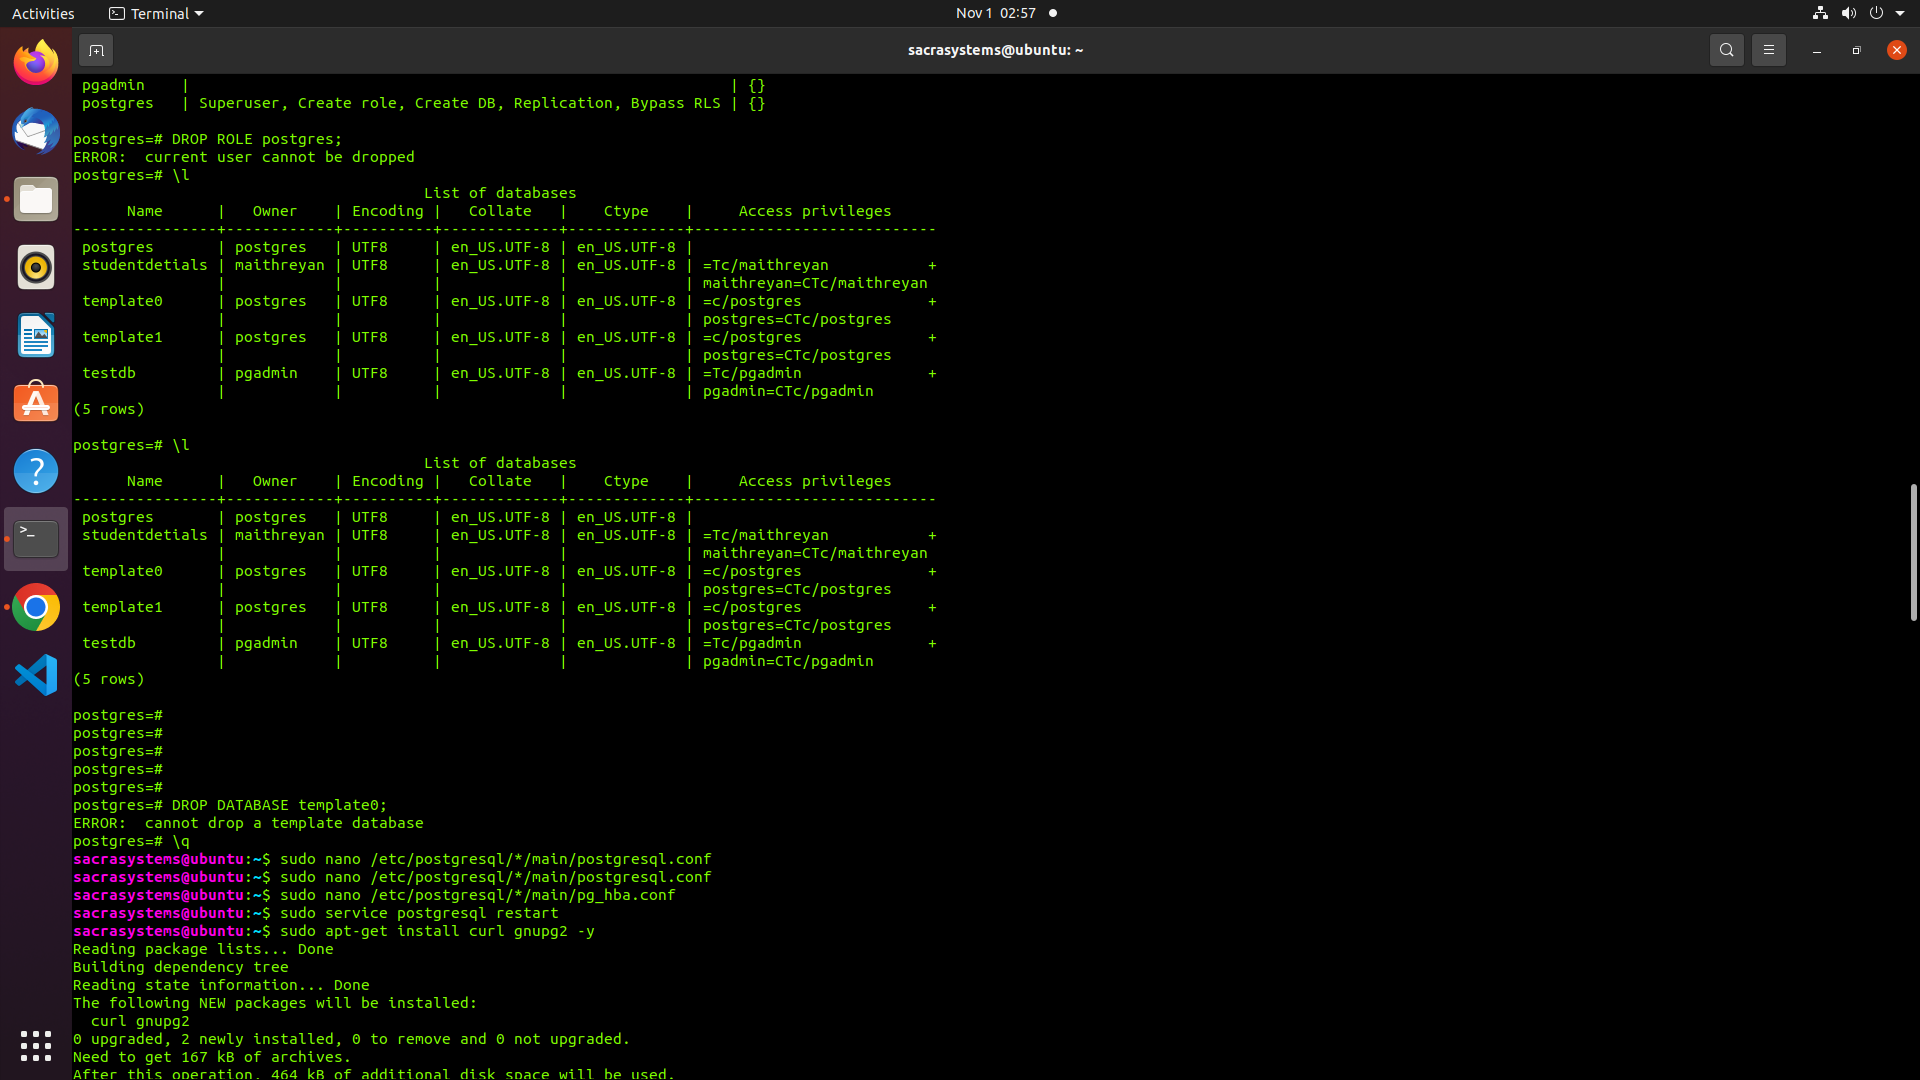 Activities Terminal Nov 1 02:57
sacrasystems@ubuntu: ~
 pgadmin    |                                                            | {}
 postgres   | Superuser, Create role, Create DB, Replication, Bypass RLS | {}
postgres=# DROP ROLE postgres;
ERROR:  current user cannot be dropped
postgres=# \l
                                       List of databases
      Name      |   Owner    | Encoding |   Collate   |    Ctype    |     Access privileges     
----------------+------------+----------+-------------+-------------+---------------------------
 postgres       | postgres   | UTF8     | en_US.UTF-8 | en_US.UTF-8 | 
 studentdetials | maithreyan | UTF8     | en_US.UTF-8 | en_US.UTF-8 | =Tc/maithreyan           +
                |            |          |             |             | maithreyan=CTc/maithreyan
 template0      | postgres   | UTF8     | en_US.UTF-8 | en_US.UTF-8 | =c/postgres              +
                |            |          |             |             | postgres=CTc/postgres
 template1      | postgres   | UTF8     | en_US.UTF-8 | en_US.UTF-8 | =c/postgres              +
                |            |          |             |             | postgres=CTc/postgres
 testdb         | pgadmin    | UTF8     | en_US.UTF-8 | en_US.UTF-8 | =Tc/pgadmin              +
                |            |          |             |             | pgadmin=CTc/pgadmin
(5 rows)
postgres=# \l
                                       List of databases
      Name      |   Owner    | Encoding |   Collate   |    Ctype    |     Access privileges     
----------------+------------+----------+-------------+-------------+---------------------------
 postgres       | postgres   | UTF8     | en_US.UTF-8 | en_US.UTF-8 | 
 studentdetials | maithreyan | UTF8     | en_US.UTF-8 | en_US.UTF-8 | =Tc/maithreyan           +
                |            |          |             |             | maithreyan=CTc/maithreyan
 template0      | postgres   | UTF8     | en_US.UTF-8 | en_US.UTF-8 | =c/postgres              +
                |            |          |             |             | postgres=CTc/postgres
 template1      | postgres   | UTF8     | en_US.UTF-8 | en_US.UTF-8 | =c/postgres              +
                |            |          |             |             | postgres=CTc/postgres
 testdb         | pgadmin    | UTF8     | en_US.UTF-8 | en_US.UTF-8 | =Tc/pgadmin              +
                |            |          |             |             | pgadmin=CTc/pgadmin
(5 rows)
postgres=#
postgres=#
postgres=#
postgres=#
postgres=#
postgres=# DROP DATABASE template0;
ERROR:  cannot drop a template database
postgres=# \q
sacrasystems@ubuntu:~$ sudo nano /etc/postgresql/*/main/postgresql.conf
sacrasystems@ubuntu:~$ sudo nano /etc/postgresql/*/main/postgresql.conf
sacrasystems@ubuntu:~$ sudo nano /etc/postgresql/*/main/pg_hba.conf
sacrasystems@ubuntu:~$ sudo service postgresql restart
sacrasystems@ubuntu:~$ sudo apt-get install curl gnupg2 -y
Reading package lists... Done
Building dependency tree
Reading state information... Done
The following NEW packages will be installed:
  curl gnupg2
0 upgraded, 2 newly installed, 0 to remove and 0 not upgraded.
Need to get 167 kB of archives.
After this operation, 464 kB of additional disk space will be used.